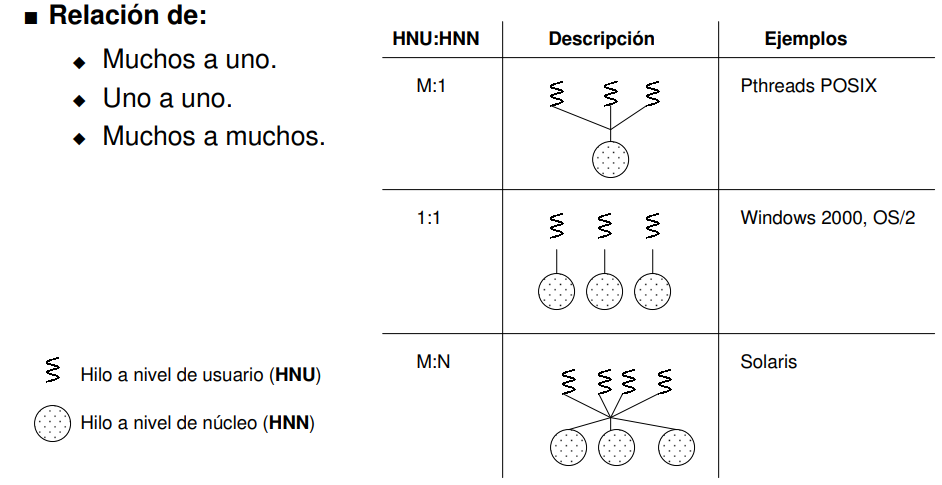 ■ Relación de:
◆ Muchos a uno.
◆ Uno a uno.
◆ Muchos a muchos.
HNU:HNN Descripción Ejemplos
M:1 Pthreads POSIX
1:1 Windows 2000, OS/2
M:N Solaris
Hilo a nivel de usuario (HNU)
Hilo a nivel de núcleo (HNN)